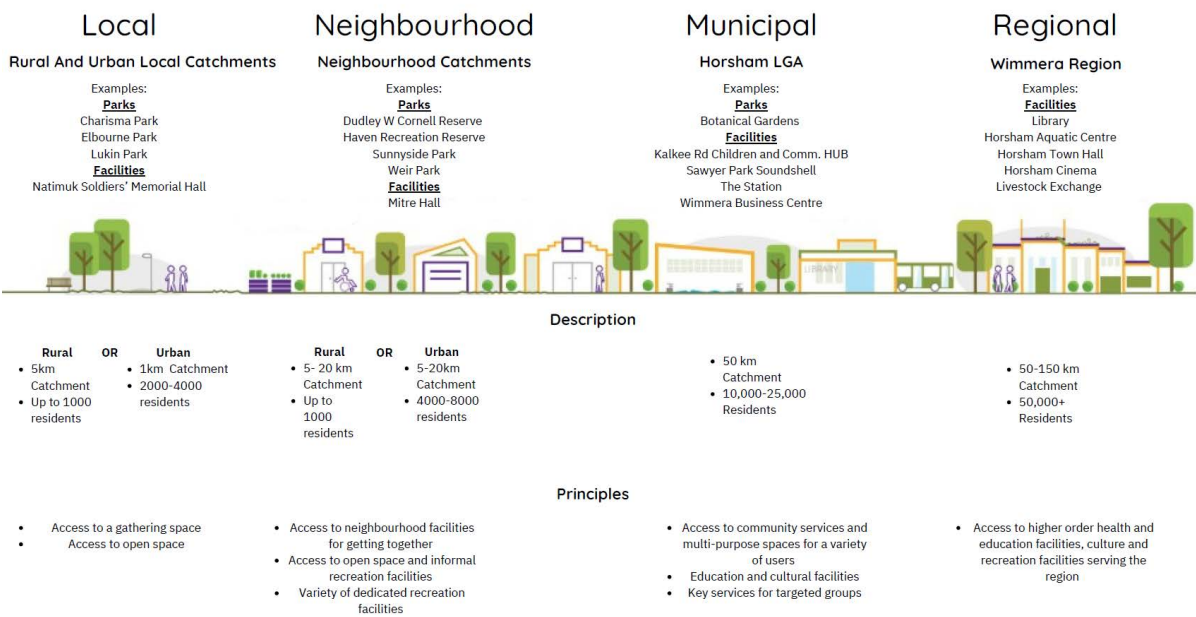 Local
Rural And Urban Local Catchments
Examples:
Parks
Charisma Park
Elbourne Park
Lukin Park
Facilities
Natimuk Soldiers' Memorial Hall
Neighbourhood
Neighbourhood Catchments
Examples:
Parks
Dudley W Cornell Reserve
Haven Recreation Reserve
Sunnyside Park
Weir Park
Facilities
Mitre Hall
Municipal
Horsham LGA
Examples:
Parks
Botanical Gardens
Facilities
Kalkee Rd Children and Comm. HUB
Sawyer Park Soundshell
The Station
Wimmera Business Centre
Regional
Wimmera Region
Examples:
Facilities
Library
Horsham Aquatic Centre
Horsham Town Hall
Horsham Cinema
Livestock Exchange
LIBRARY
Description
Rural OR Urban
• 5km
Catchment
• Up to 1000
residents
• 1km Catchment
• 2000-4000
residents
Rural OR Urban
• 5- 20 km
Catchment
• Up to
1000
residents
• 5-20km
Catchment
• 4000-8000
residents
• 50 km
Catchment
• 10,000-25,000
Residents
• 50-150 km
Catchment
• 50,000+
Residents
Principles
• Access to a gathering space
• Access to open space
• Access to neighbourhood facilities
for getting together
• Access to open space and informal
recreation facilities
• Variety of dedicated recreation
facilities
• Access to community services and
multi-purpose spaces for a variety
of users
• Education and cultural facilities
• Key services for targeted groups
• Access to higher order health and
education facilities, culture and
recreation facilities serving the
region